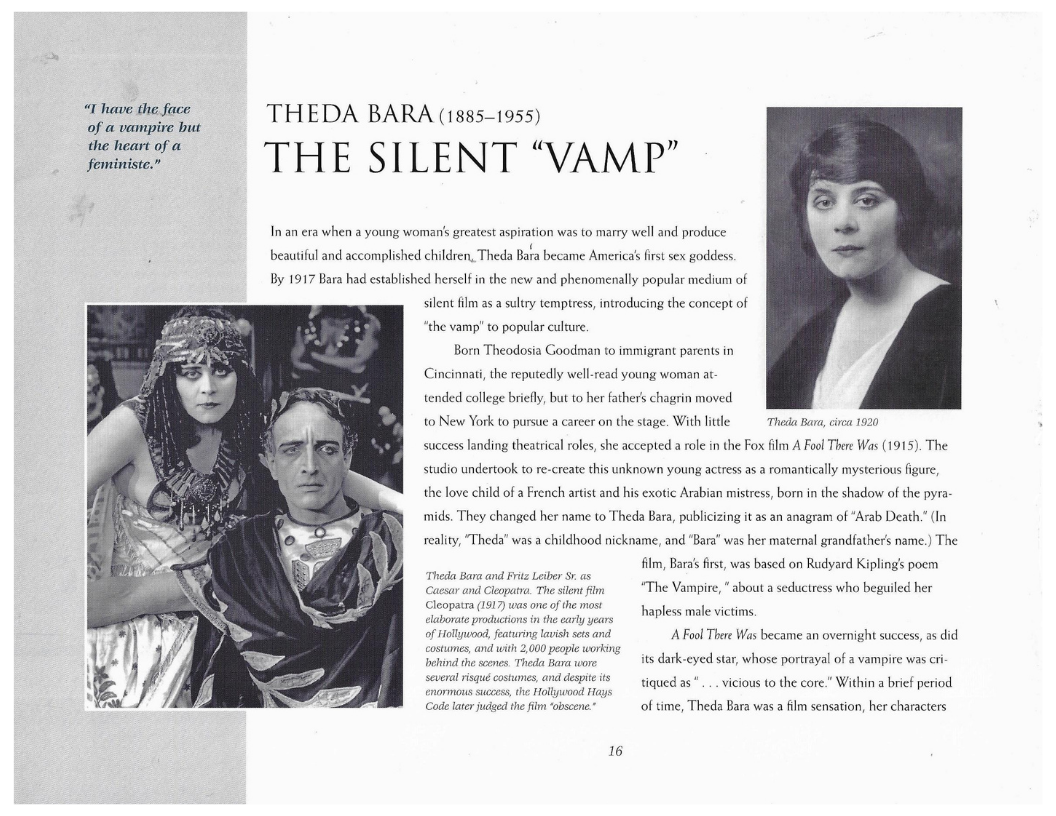 "I have the face
of a vampire but
the heart of a
feministe."
THEDA BARA (1885–1955)
THE SILENT "VAMP"
In an era when a young woman's greatest aspiration was to marry well and produce
beautiful and accomplished children, Theda Bara became America's first sex goddess.
By 1917 Bara had established herself in the new and phenomenally popular medium of
silent film as a sultry temptress, introducing the concept of
"the vamp" to popular culture.
Born Theodosia Goodman to immigrant parents in
Cincinnati, the reputedly well-read young woman at-
tended college briefly, but to her father's chagrin moved
to New York to pursue a career on the stage. With little
success landing theatrical roles, she accepted a role in the Fox film A Fool There Was (1915). The
studio undertook to re-create this unknown young actress as a romantically mysterious figure,
the love child of a French artist and his exotic Arabian mistress, born in the shadow of the pyra-
mids. They changed her name to Theda Bara, publicizing it as an anagram of "Arab Death." (In
reality, "Theda" was a childhood nickname, and "Bara" was her maternal grandfather's name.) The
film, Bara's first, was based on Rudyard Kipling's poem
"The Vampire, " about a seductress who beguiled her
hapless male victims.
A Fool There Was became an overnight success, as did
its dark-eyed star, whose portrayal of a vampire was cri-
tiqued as " . . . vicious to the core." Within a brief period
of time, Theda Bara was a film sensation, her characters
Theda Bara, circa 1920
Theda Bara and Fritz Leiber Sr. as
Caesar and Cleopatra. The silent film
Cleopatra (1917) was one of the most
elaborate productions in the early years
of Hollywood, featuring lavish sets and
costumes, and with 2,000 people working
behind the scenes. Theda Bara wore
several risqué costumes, and despite its
enormous success, the Hollywood Hays
Code later judged the film "obscene."
16